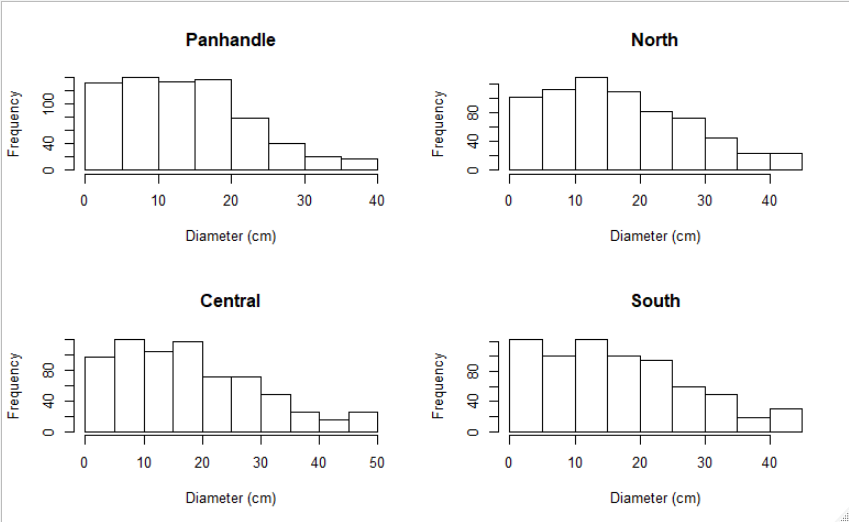 Panhandle
Frequency
0 40 100
0 10 20 30 40
Diameter (cm)
North
Frequency
0 40 80
0 10 20 30 40
Diameter (cm)
Central
Frequency
0 40 80
0 10 20 30 40 50
Diameter (cm)
South
Frequency
0 40 80
0 10 20 30 40
Diameter (cm)